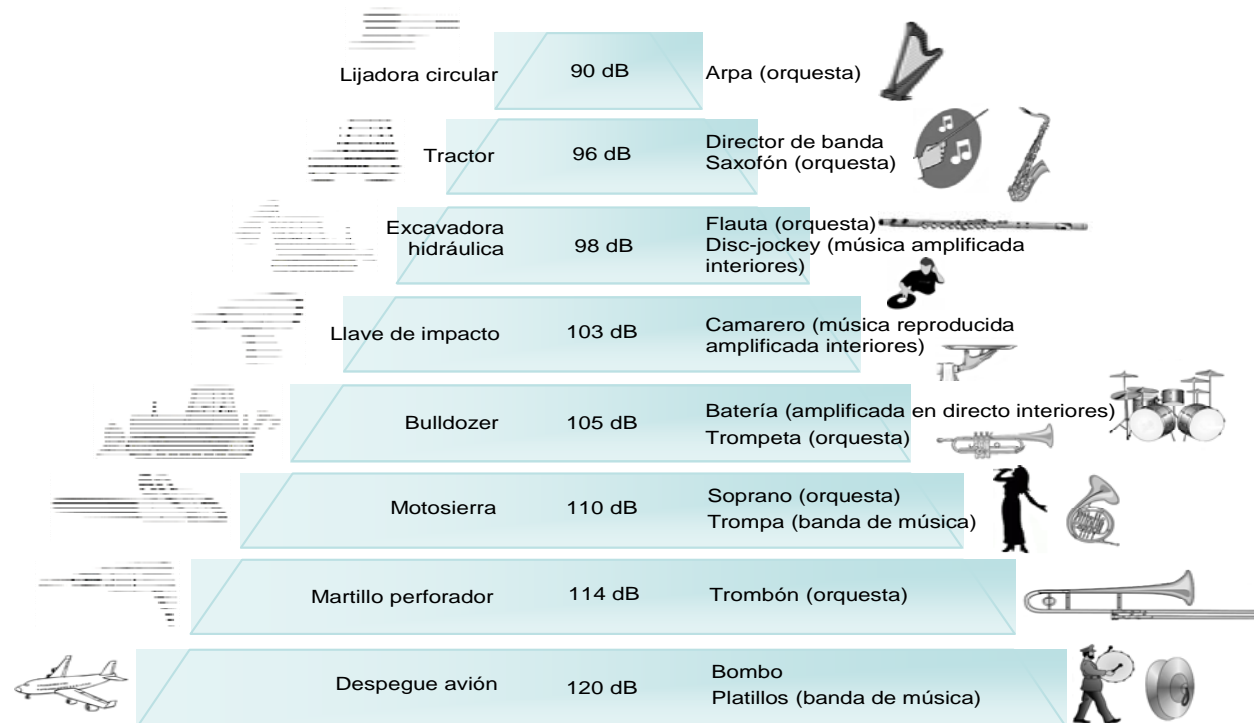 Lijadora circular
90 dB
Arpa (orquesta)
Tractor
96 dB
Director de banda
Saxofón (orquesta)
Excavadora
hidráulica
98 dB
Flauta (orquesta)
Disc-jockey (música amplificada
interiores)
Llave de impacto
103 dB
Camarero (música reproducida
amplificada interiores)
Bulldozer
105 dB
Batería (amplificada en directo interiores)
Trompeta (orquesta)
Motosierra
110 dB
Soprano (orquesta)
Trompa (banda de música)
Martillo perforador
114 dB
Trombón (orquesta)
Despegue avión
120 dB
Bombo
Platillos (banda de música)